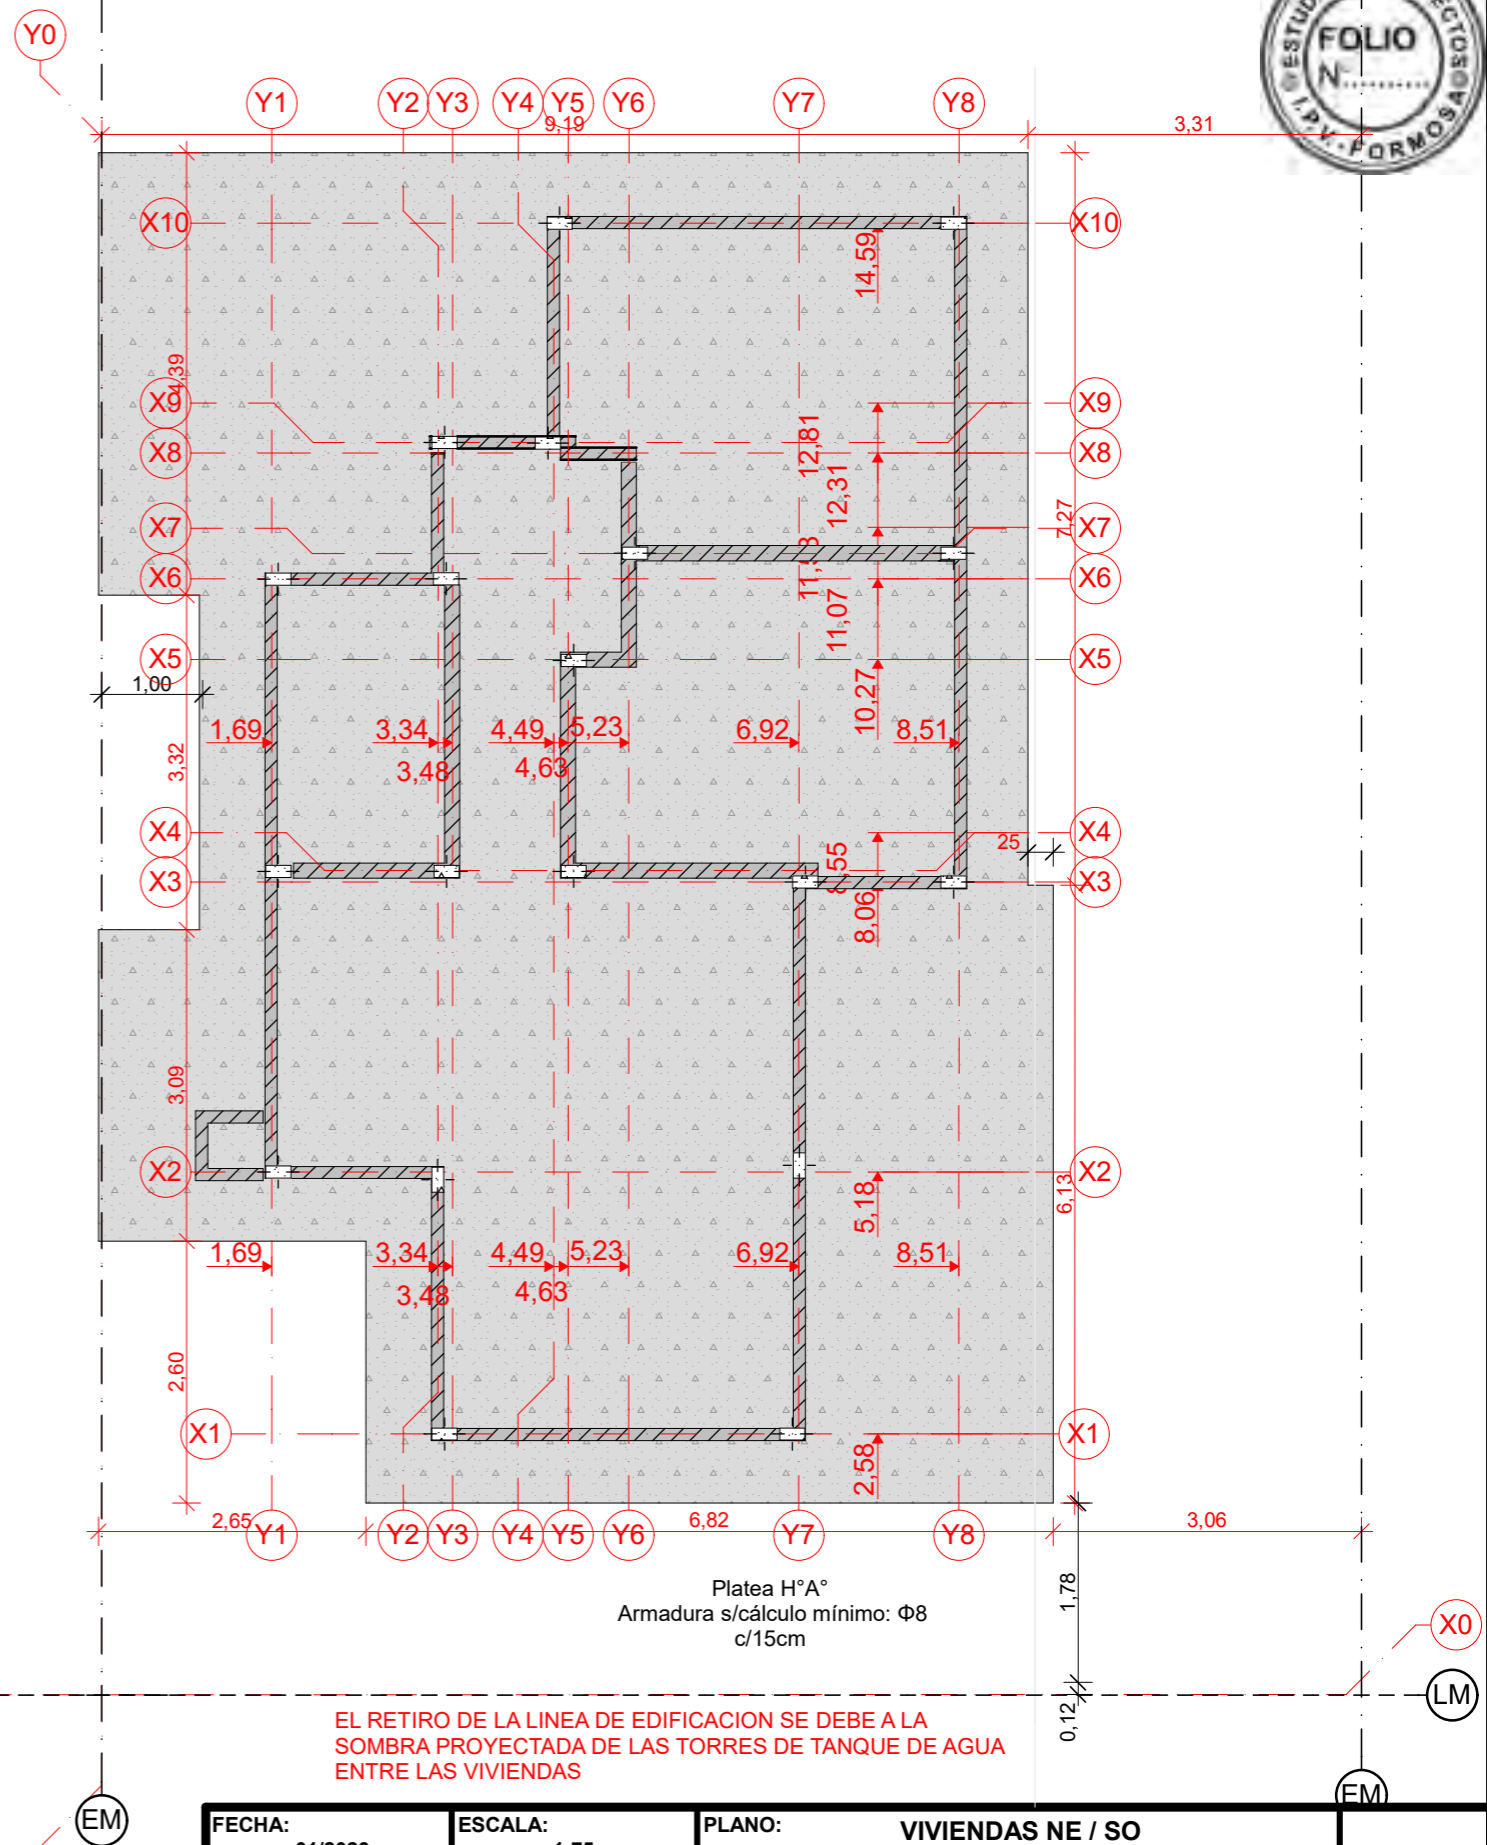 Y0
ESTUD
ECTOS
FOLIO
N...........
I.P.V. - FORMOSA
Y1
Y2
Y3
Y4
Y5
Y6
Y7
Y8
9,19
3,31
X10
X10
14,59
4,39
X9
X9
12,81
X8
X8
12,31
7,27
X7
X7
X6
X6
11,07
X5
X5
1,00
10,27
1,69
3,34
3,48
4,49
4,63
5,23
6,92
8,51
3,32
X4
X4
25
X3
X3
8,06
3,09
X2
X2
5,18
6,13
1,69
3,34
3,48
4,49
4,63
5,23
6,92
8,51
2,60
X1
X1
2,58
2,65
6,82
3,06
Y1
Y2
Y3
Y4
Y5
Y6
Y7
Y8
Platea H°A°
Armadura s/cálculo mínimo: Φ8
c/15cm
1,78
X0
LM
0,12
EL RETIRO DE LA LINEA DE EDIFICACION SE DEBE A LA
SOMBRA PROYECTADA DE LAS TORRES DE TANQUE DE AGUA
ENTRE LAS VIVIENDAS
EM
EM
FECHA:
ESCALA:
PLANO:
VIVIENDAS NE / SO